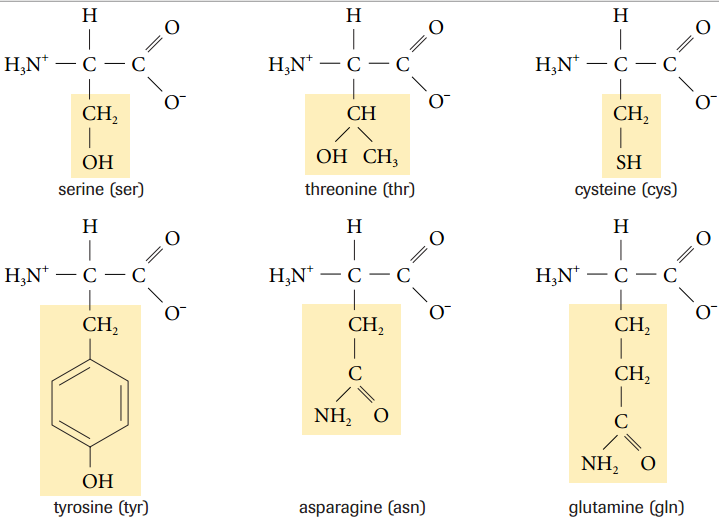 H H H
O O O
H₃N⁺ — C — C H₃N⁺ — C — C H₃N⁺ — C — C
O⁻ O⁻ O⁻
CH₂ CH CH₂
OH OH CH₃ SH
serine (ser) threonine (thr) cysteine (cys)
H H H
O O O
H₃N⁺ — C — C H₃N⁺ — C — C H₃N⁺ — C — C
O⁻ O⁻ O⁻
CH₂ CH₂ CH₂
C CH₂
NH₂ O C
NH₂ O
OH
tyrosine (tyr) asparagine (asn) glutamine (gln)